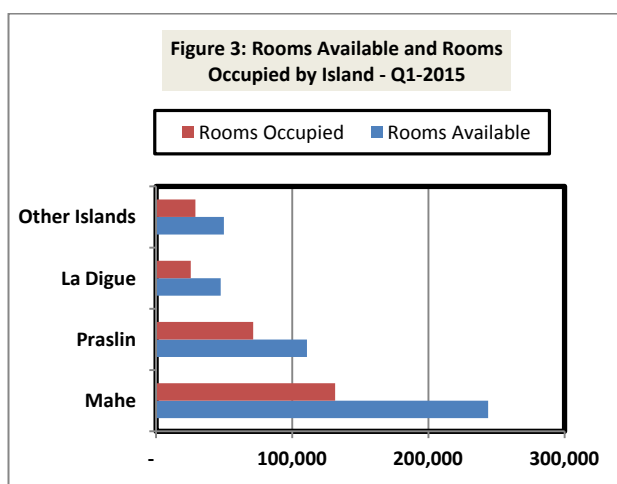 Figure 3: Rooms Available and Rooms
Occupied by Island - Q1-2015
Rooms Occupied Rooms Available
Other Islands
La Digue
Praslin
Mahe
- 100,000 200,000 300,000